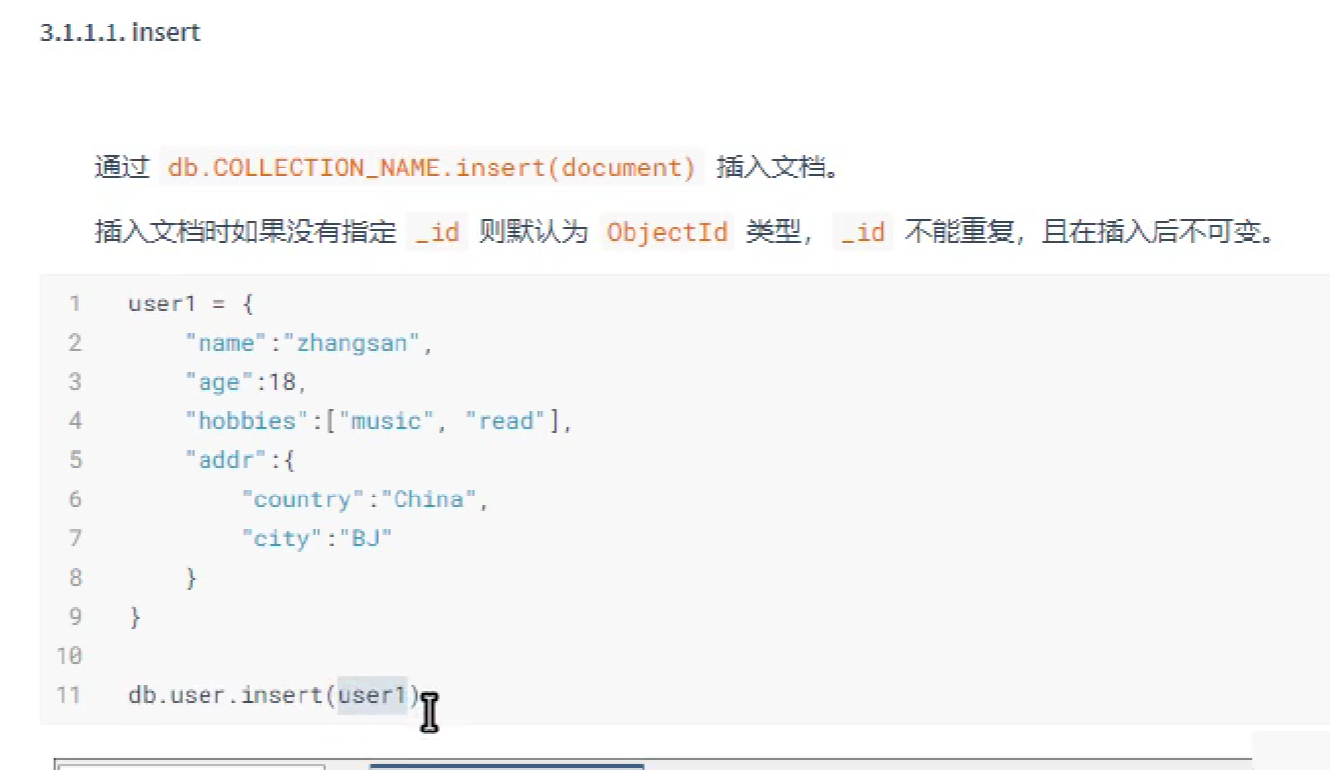 3.1.1.1. insert
通过 db.COLLECTION_NAME.insert(document) 插入文档。
插入文档时如果没有指定 _id 则默认为 ObjectId 类型，_id 不能重复，且在插入后不可变。
1 user1 = {
2 "name":"zhangsan",
3 "age":18,
4 "hobbies":["music", "read"],
5 "addr":{
6 "country":"China",
7 "city":"BJ"
8 }
9 }
10
11 db.user.insert(user1)